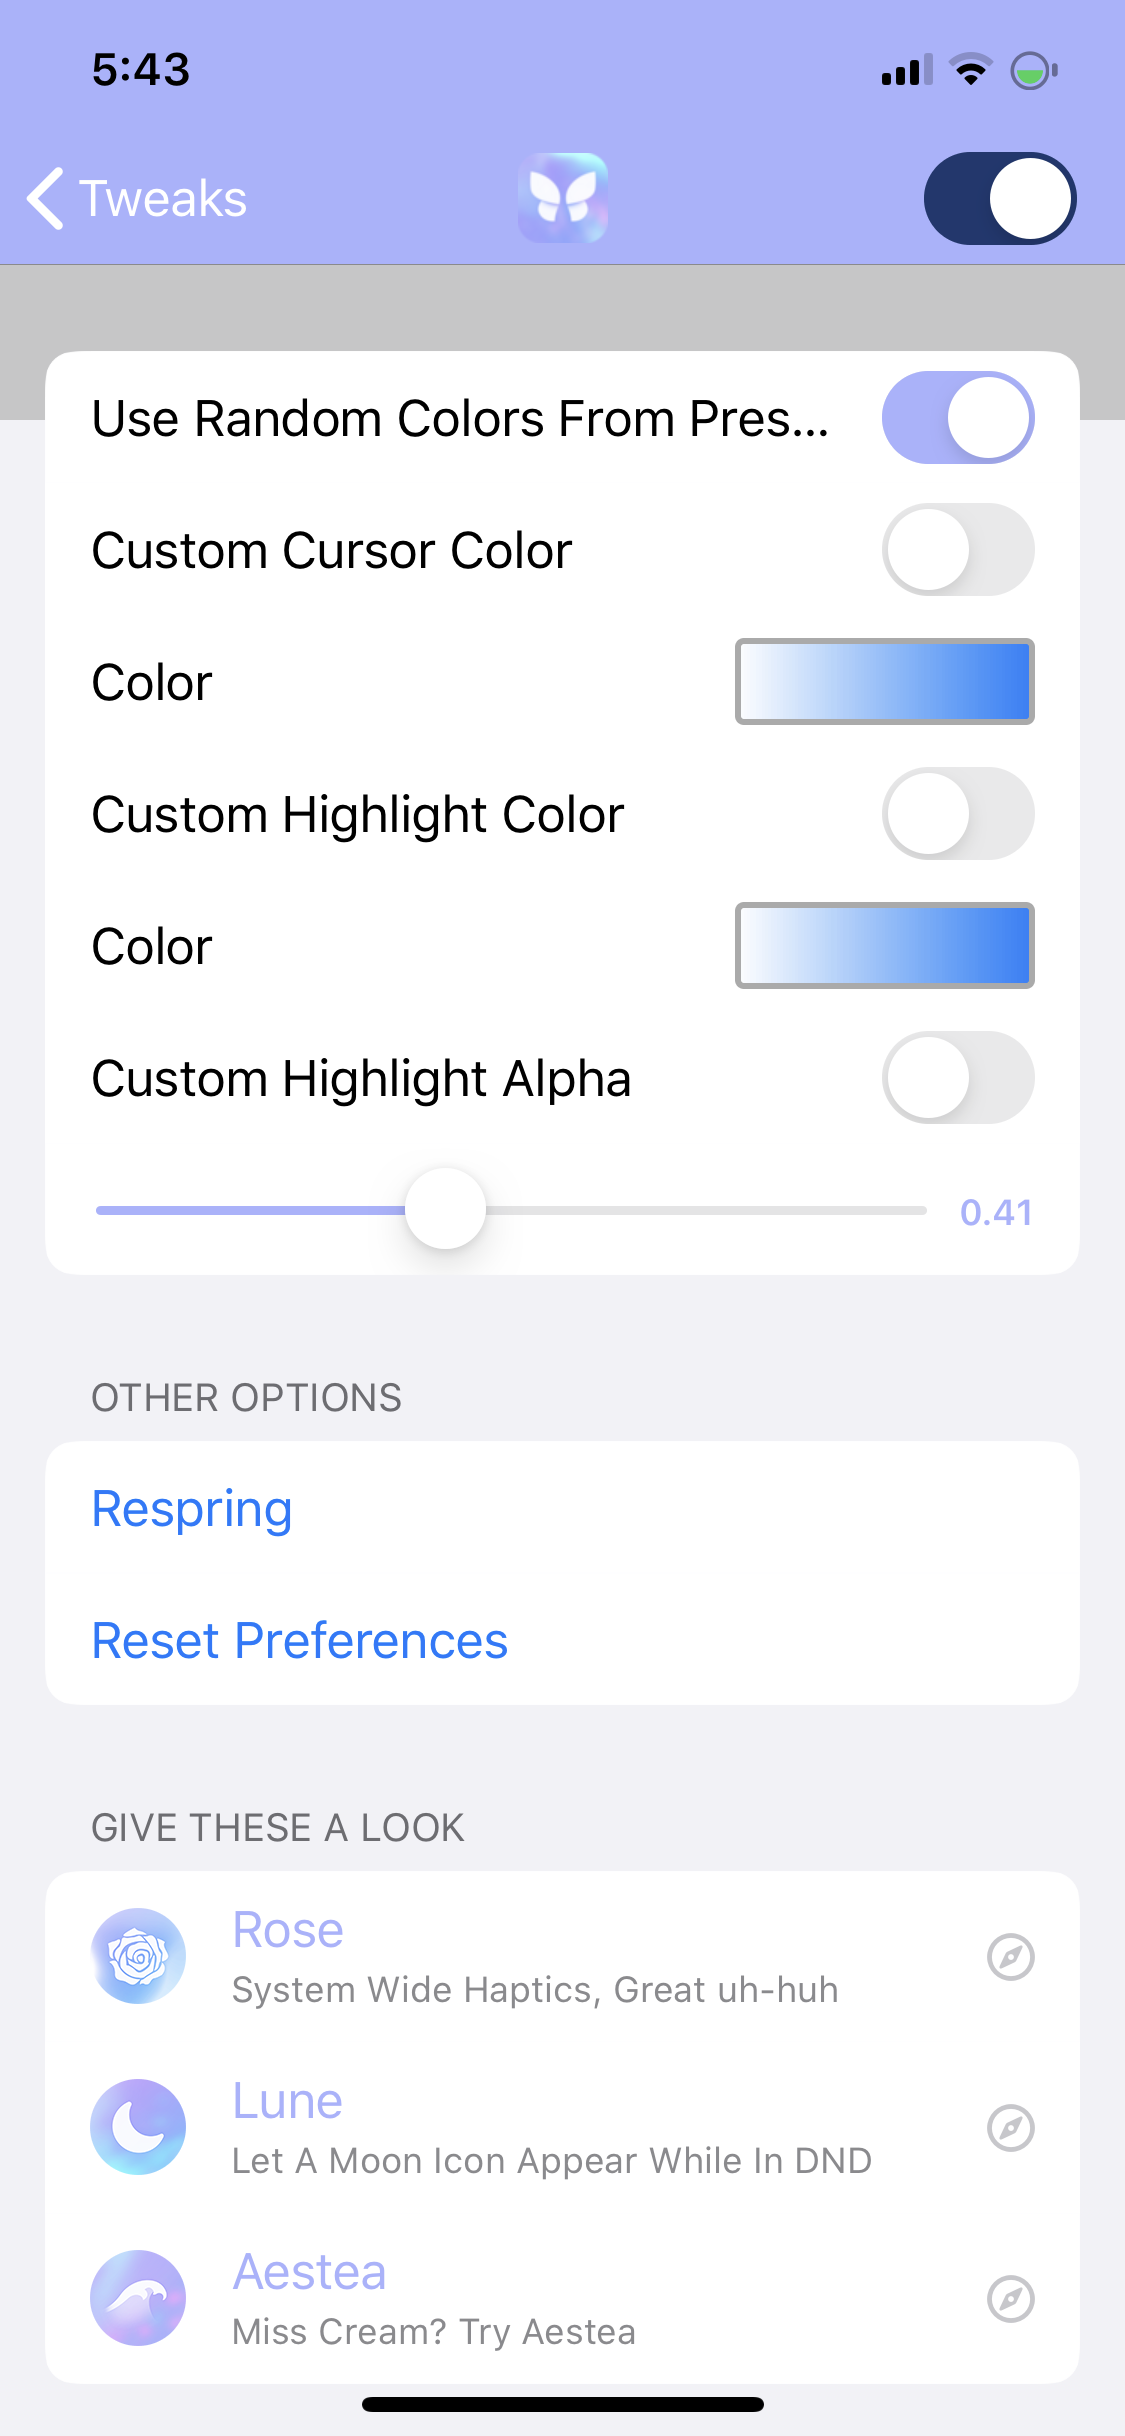 5:43
Tweaks
Use Random Colors From Pres...
Custom Cursor Color
Color
Custom Highlight Color
Color
Custom Highlight Alpha
0.41
OTHER OPTIONS
Respring
Reset Preferences
GIVE THESE A LOOK
Rose
System Wide Haptics, Great uh-huh
Lune
Let A Moon Icon Appear While In DND
Aestea
Miss Cream? Try Aestea